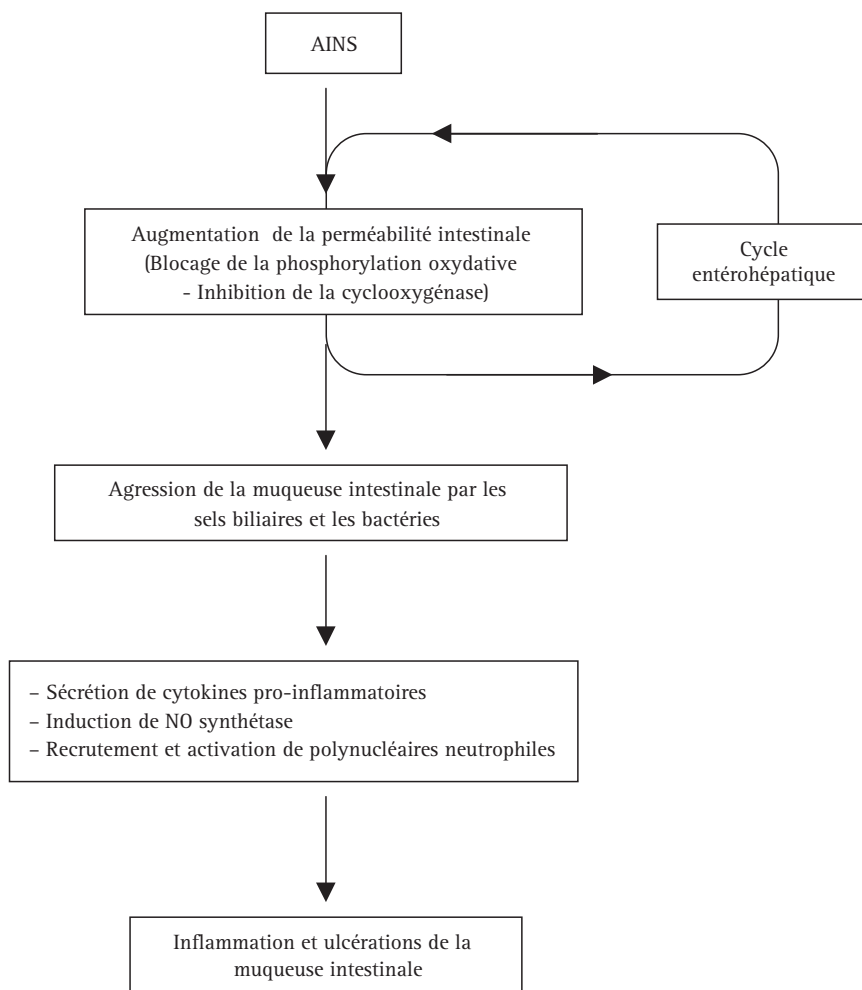 AINS
Augmentation de la perméabilité intestinale
(Blocage de la phosphorylation oxydative
- Inhibition de la cyclooxygénase)
Cycle
entérohépatique
Agression de la muqueuse intestinale par les
sels biliaires et les bactéries
– Sécrétion de cytokines pro-inflammatoires
– Induction de NO synthétase
– Recrutement et activation de polynucléaires neutrophiles
Inflammation et ulcérations de la
muqueuse intestinale